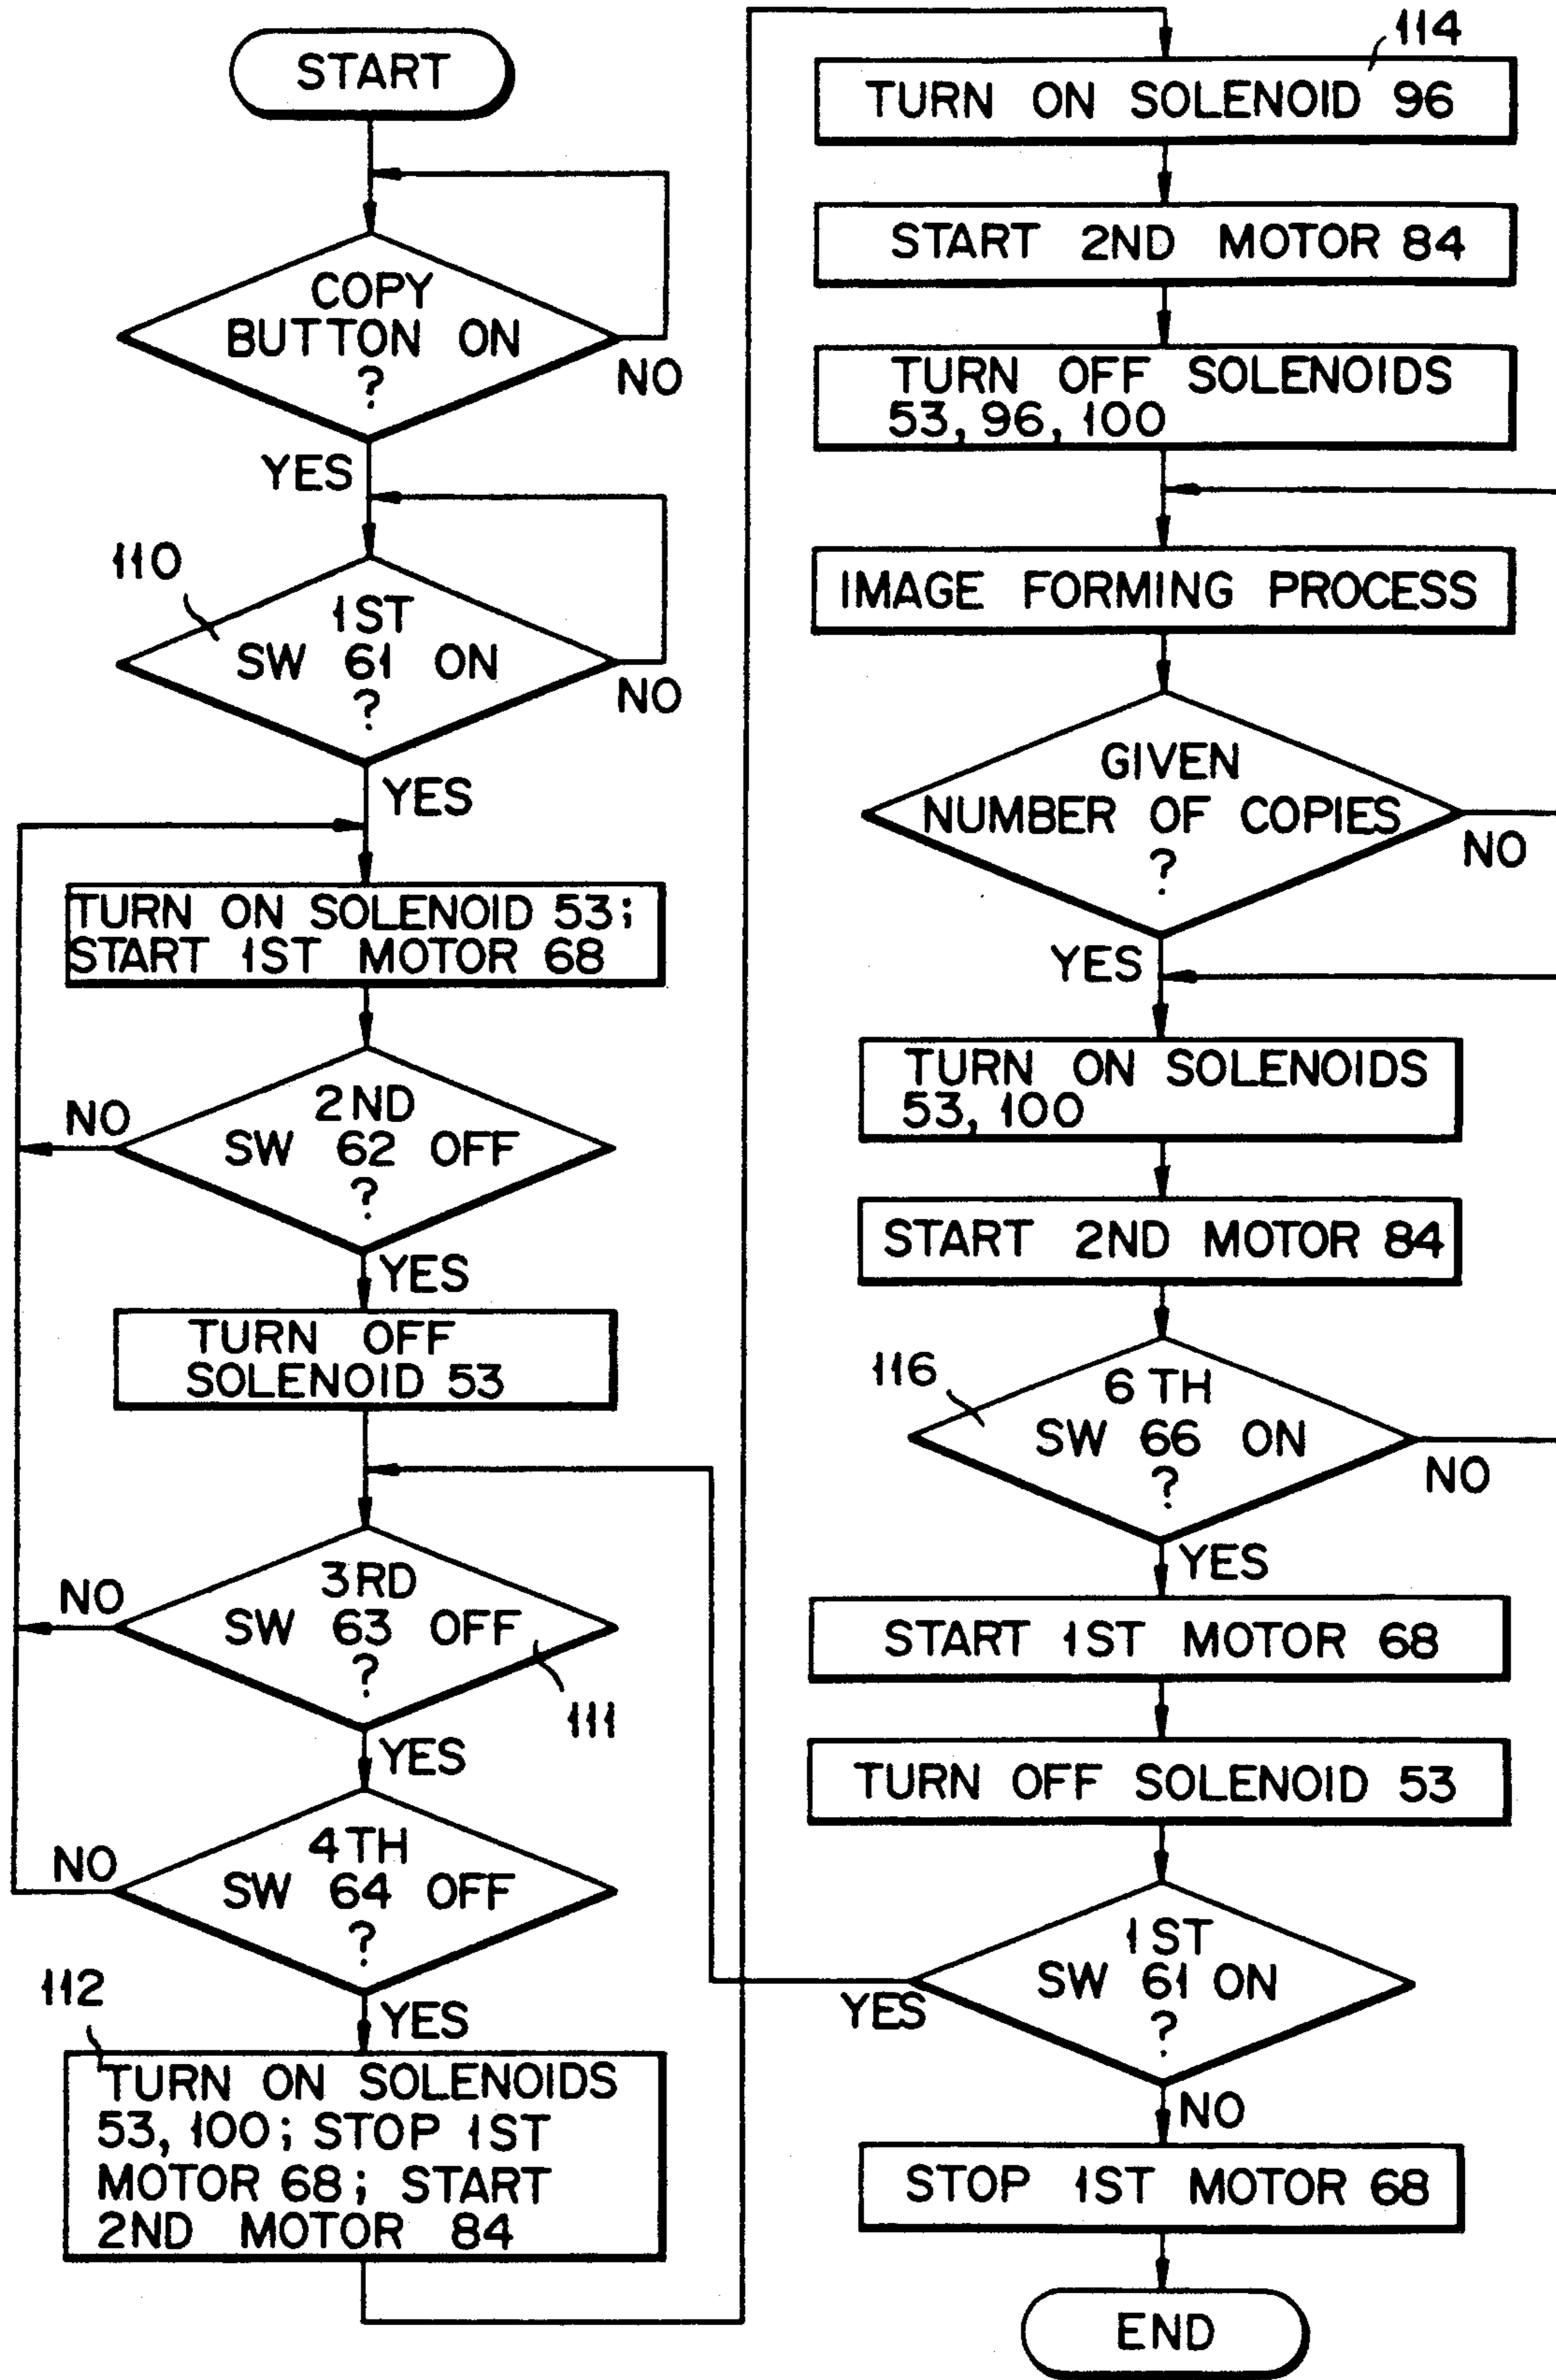 START
COPY
BUTTON ON
?
NO
YES
110
1ST
SW 61 ON
?
NO
YES
TURN ON SOLENOID 53;
START 1ST MOTOR 68
2ND
SW 62 OFF
?
NO
YES
TURN OFF
SOLENOID 53
3RD
SW 63 OFF
?
NO
111
YES
4TH
SW 64 OFF
?
NO
112
YES
TURN ON SOLENOIDS
53, 100; STOP 1ST
MOTOR 68; START
2ND MOTOR 84
114
TURN ON SOLENOID 96
START 2ND MOTOR 84
TURN OFF SOLENOIDS
53, 96, 100
IMAGE FORMING PROCESS
GIVEN
NUMBER OF COPIES
?
NO
YES
TURN ON SOLENOIDS
53, 100
START 2ND MOTOR 84
116
6 TH
SW 66 ON
?
NO
YES
START 1ST MOTOR 68
TURN OFF SOLENOID 53
1ST
SW 61 ON
?
YES
NO
STOP 1ST MOTOR 68
END